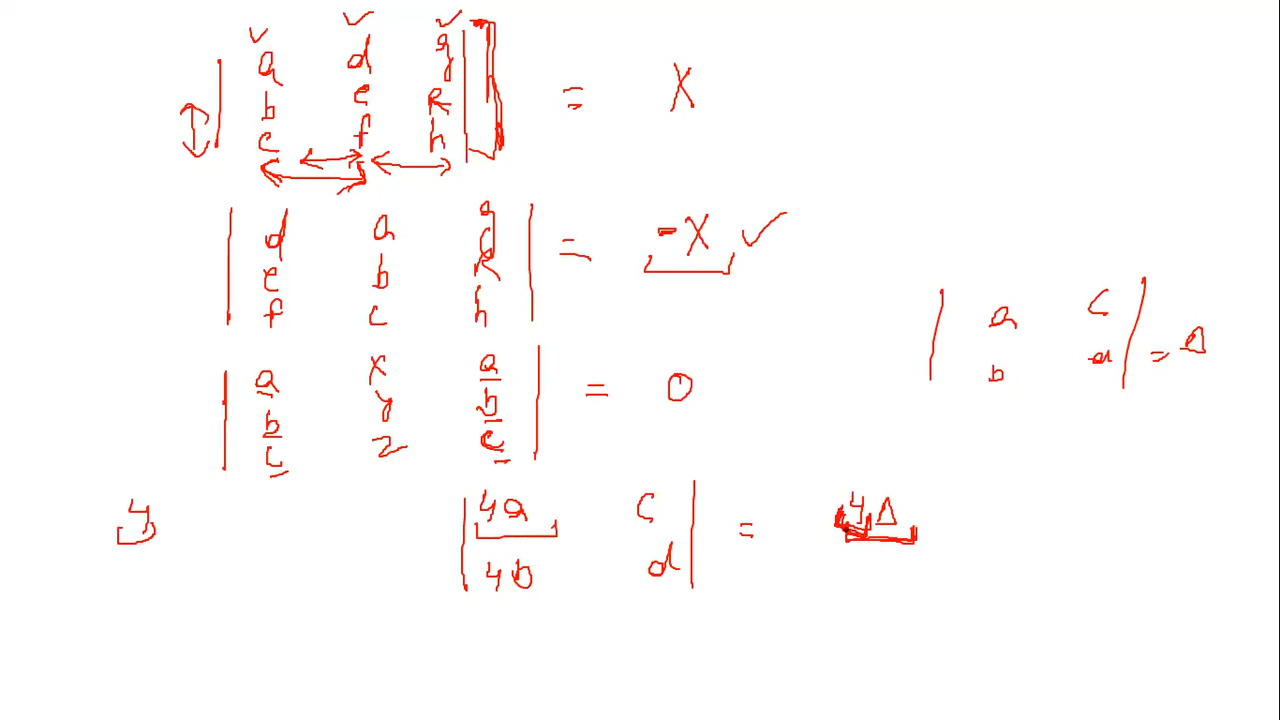 | a d g |
| b e k | = X
| c f h |
| d a g |
| e b k | = -X ✓
| f c h |
| a x a |
| b y b | = 0
| c z c |
| a c |
| b d | = Δ
4
| 4a c | = 4Δ
| 4b d |